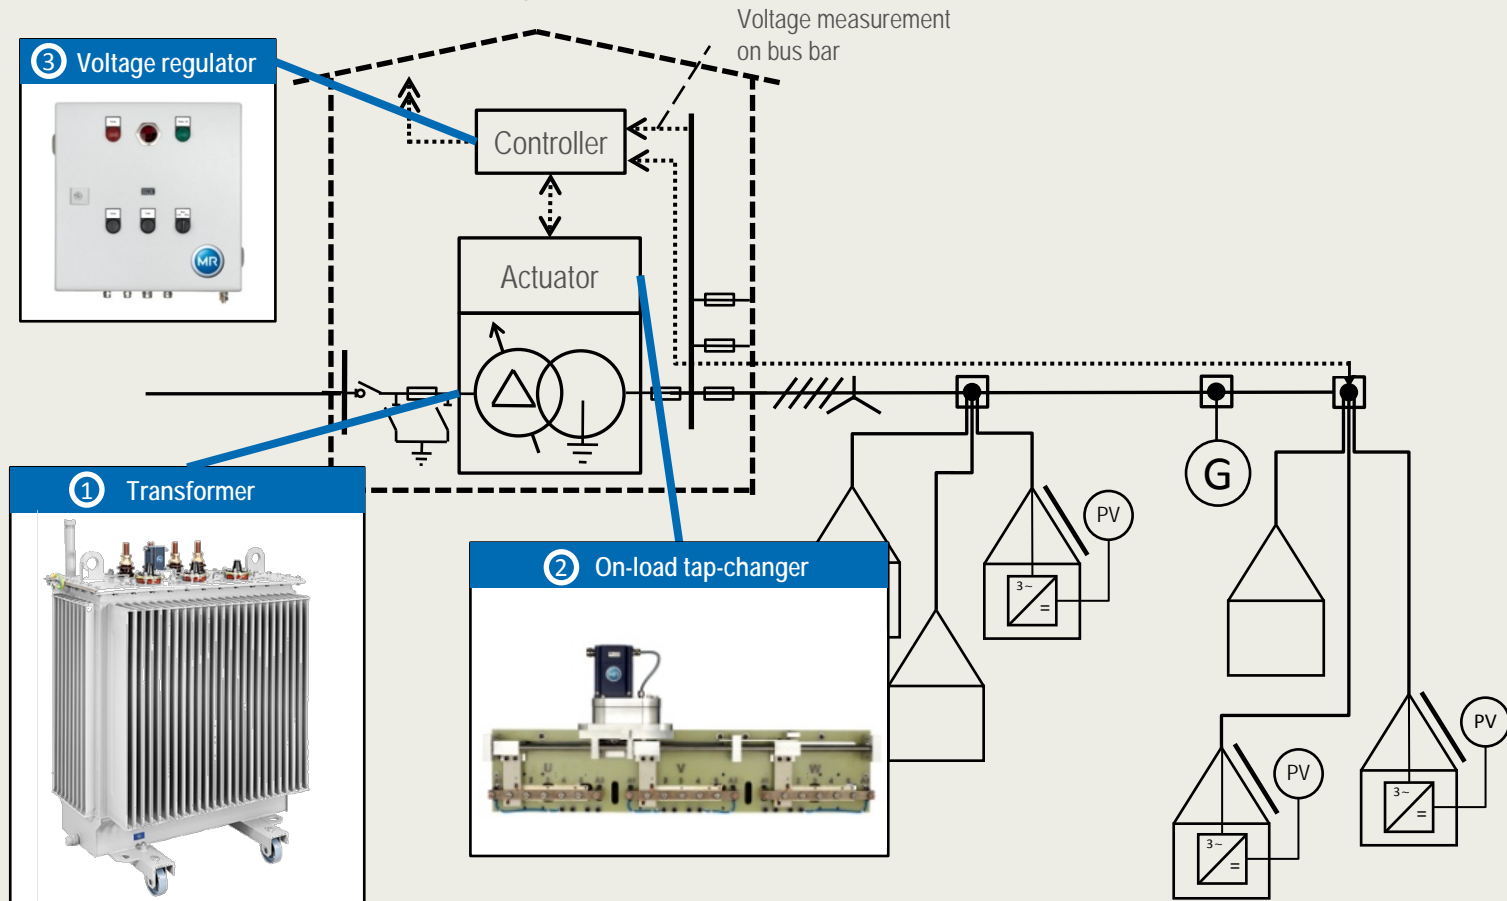 Voltage measurement
on bus bar
3 Voltage regulator
MR
Controller
Actuator
G
1 Transformer
2 On-load tap-changer
MR
U V W
PV
3~
=
PV
3~
=
PV
3~
=